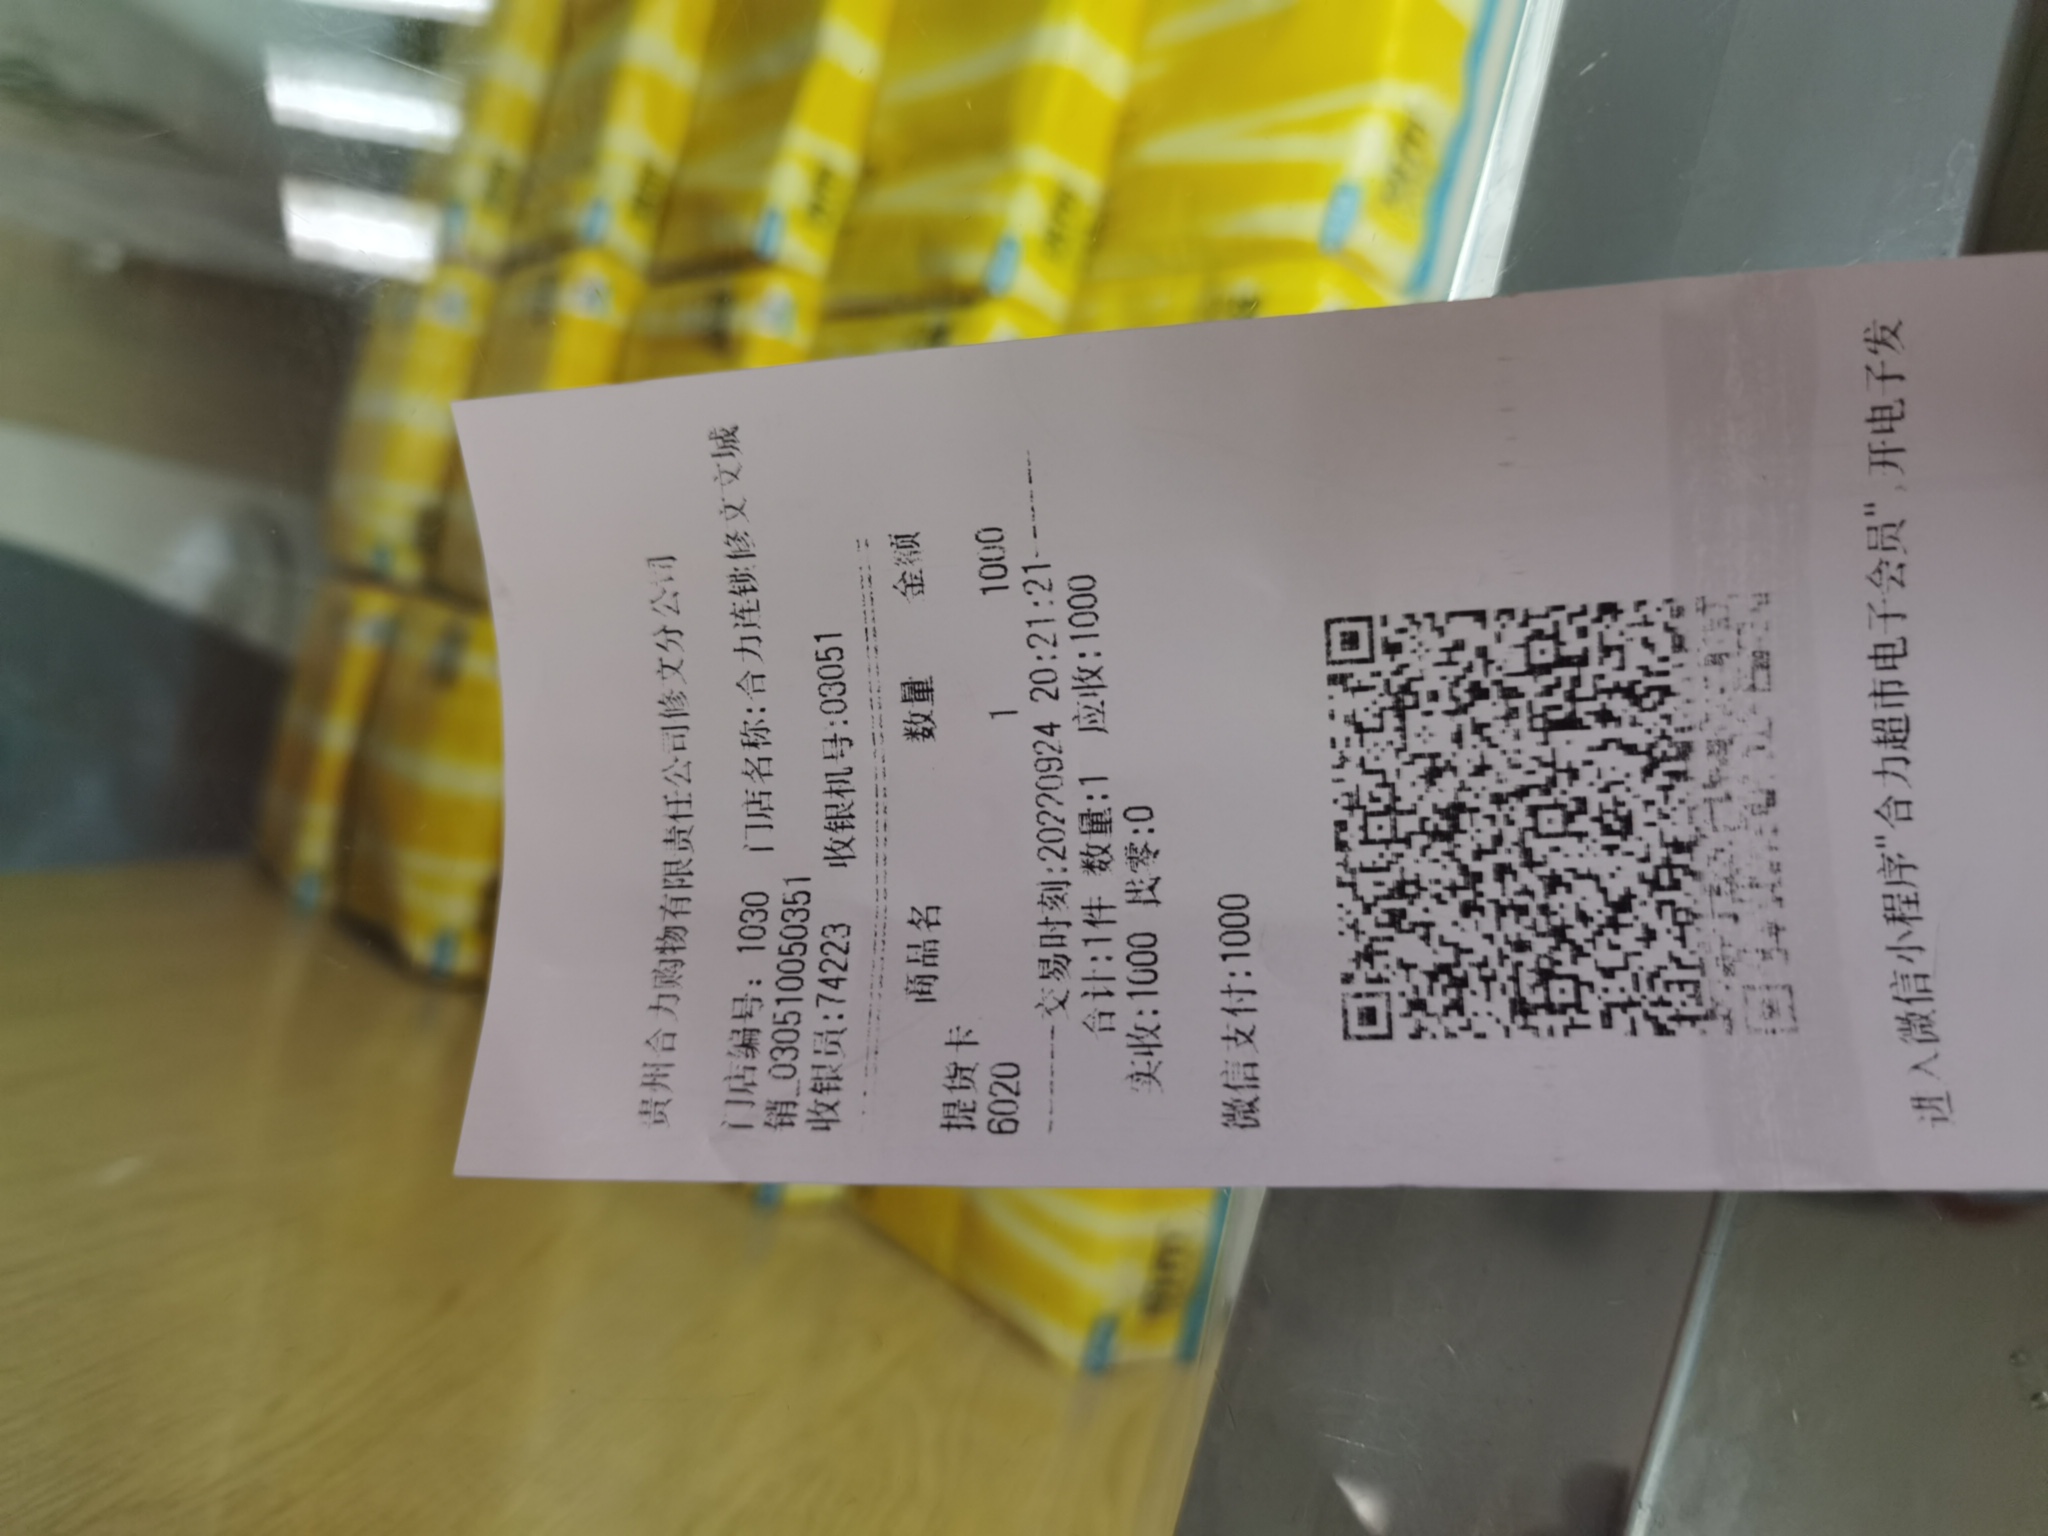 贵州合力购物有限责任公司修文分公司
门店编号: 1030 门店名称:合力连锁修文文城
销_030510050351
收银员:74223 收银机号:03051
商品名 数量 金额
提货卡
6020 1 1000
交易时刻:20220924 20:21:21
合计:1件 数量:1 应收:1000
实收:1000 找零:0
微信支付:1000
进入微信小程序"合力超市电子会员",开电子发